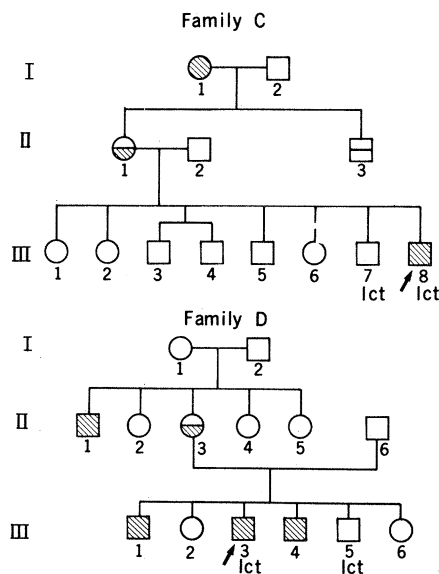 Family C
I
1 2
II
1 2 3
III
1 2 3 4 5 6 7 8
Ict Ict
Family D
I
1 2
II
1 2 3 4 5 6
III
1 2 3 4 5 6
Ict Ict